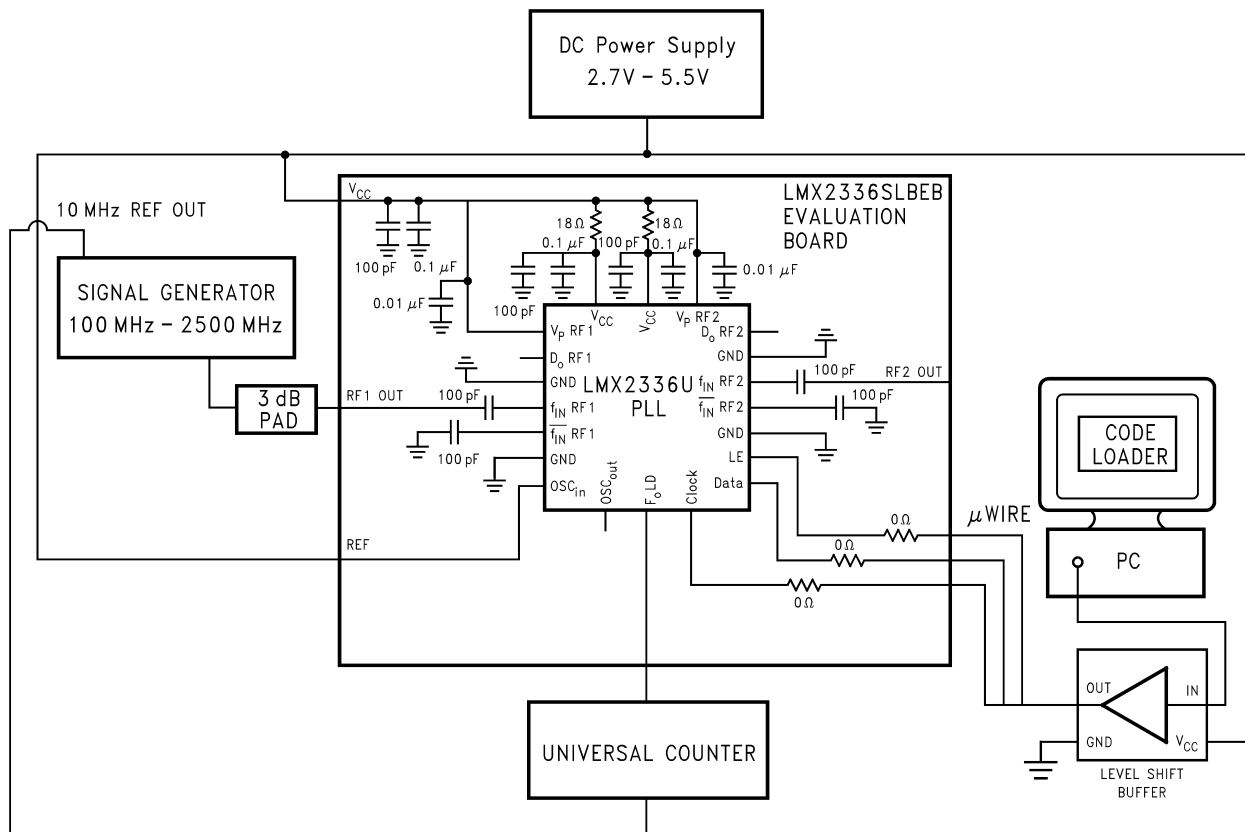 DC Power Supply
2.7V – 5.5V
10 MHz REF OUT
SIGNAL GENERATOR
100 MHz – 2500 MHz
3 dB
PAD
VCC
LMX2336SLBEB
EVALUATION
BOARD
18Ω
18Ω
0.1 μF
100 pF
0.1 μF
100 pF
0.1 μF
0.01 μF
0.01 μF
100 pF
VCC
VCC
VP RF2
VP RF1
Do RF2
Do RF1
GND
GND
LMX2336U
PLL
fIN RF2
100 pF
RF2 OUT
RF1 OUT
100 pF
fIN RF1
fIN RF2
100 pF
fIN RF1
100 pF
GND
GND
LE
OSCin
Data
OSCout
FoLD
Clock
REF
0Ω
0Ω
0Ω
μWIRE
CODE
LOADER
PC
OUT
IN
GND
VCC
LEVEL SHIFT
BUFFER
UNIVERSAL COUNTER